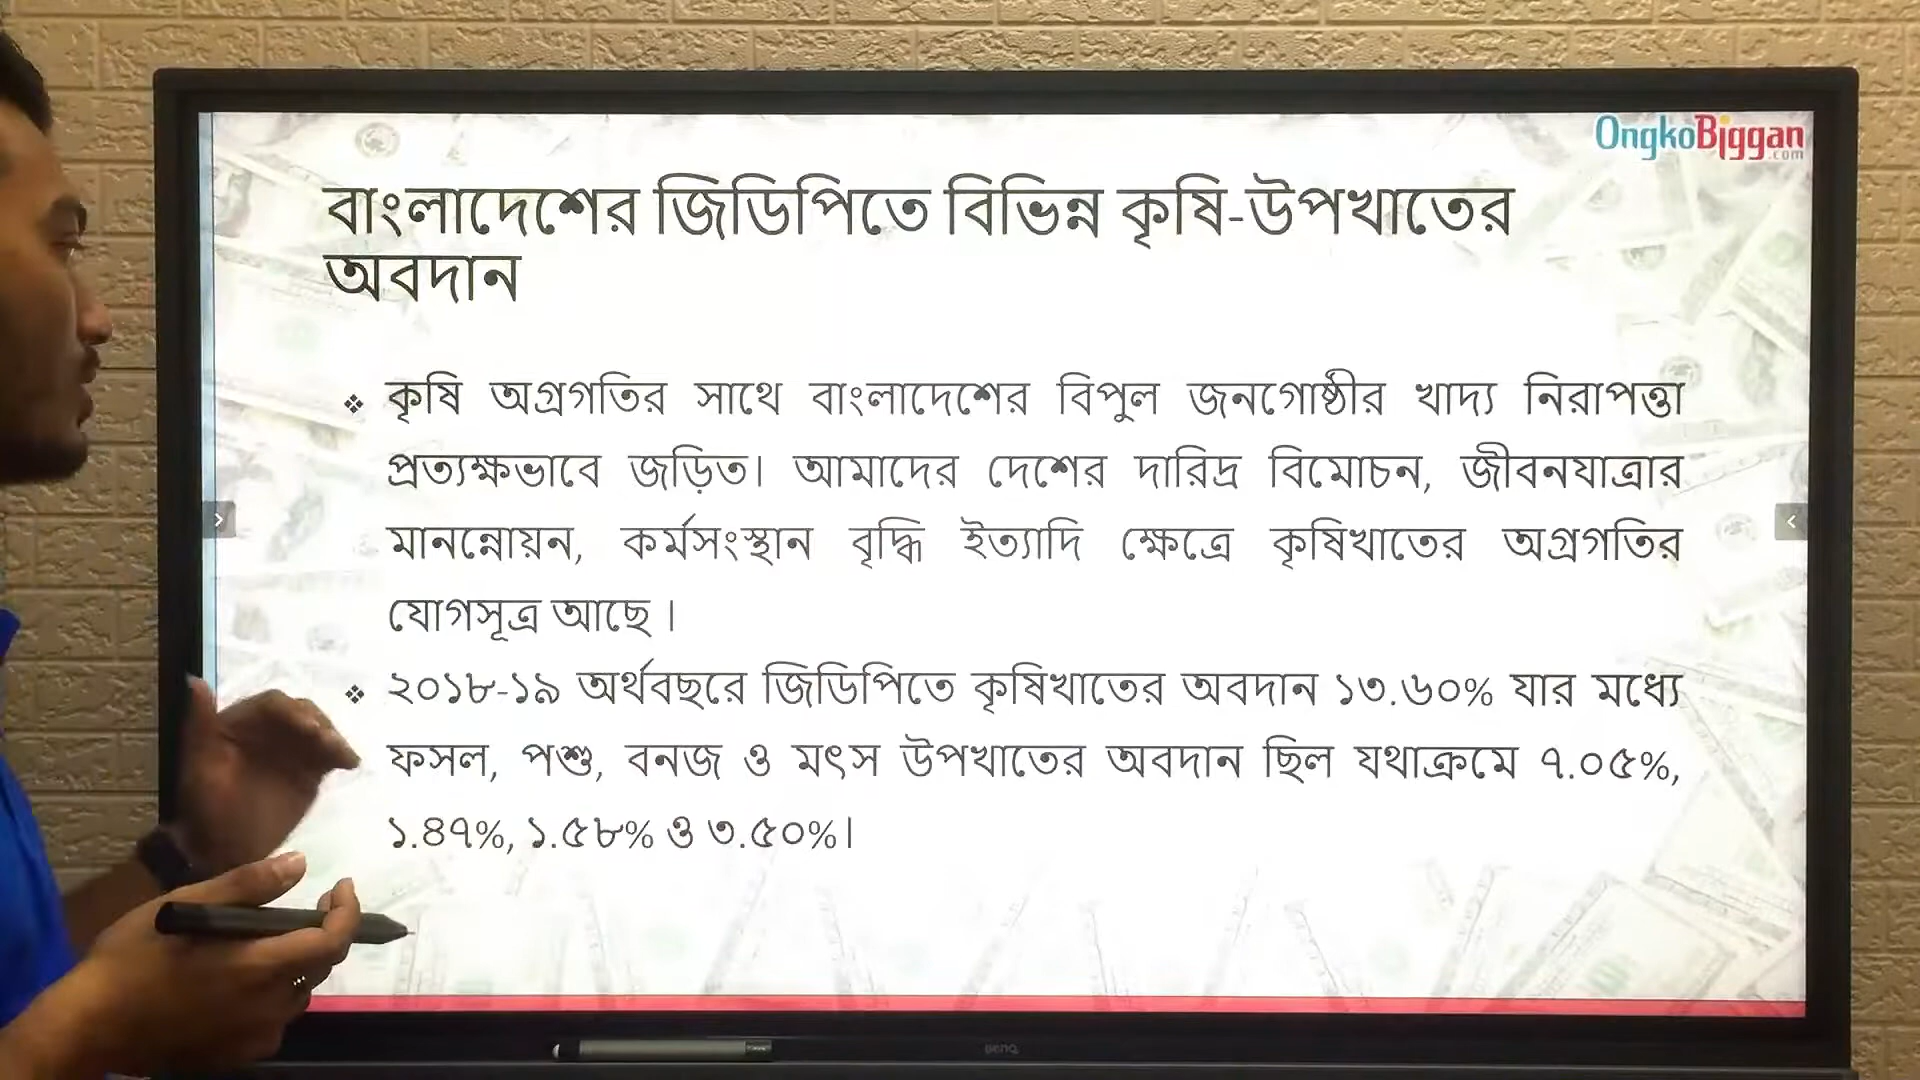 OngkoBiggan
.com
বাংলাদেশের জিডিপিতে বিভিন্ন কৃষি-উপখাতের
অবদান
❖ কৃষি অগ্রগতির সাথে বাংলাদেশের বিপুল জনগোষ্ঠীর খাদ্য নিরাপত্তা
প্রত্যক্ষভাবে জড়িত। আমাদের দেশের দারিদ্র বিমোচন, জীবনযাত্রার
মানন্নোয়ন, কর্মসংস্থান বৃদ্ধি ইত্যাদি ক্ষেত্রে কৃষিখাতের অগ্রগতির
যোগসূত্র আছে ।
❖ ২০১৮-১৯ অর্থবছরে জিডিপিতে কৃষিখাতের অবদান ১৩.৬০% যার মধ্যে
ফসল, পশু, বনজ ও মৎস উপখাতের অবদান ছিল যথাক্রমে ৭.০৫%,
১.৪৭%, ১.৫৮% ও ৩.৫০%।
BenQ